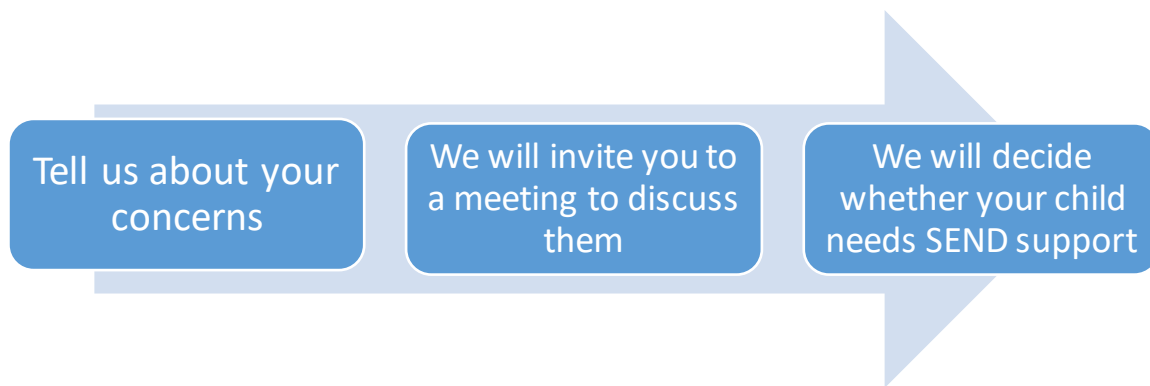 Tell us about your
concerns
We will invite you to
a meeting to discuss
them
We will decide
whether your child
needs SEND support